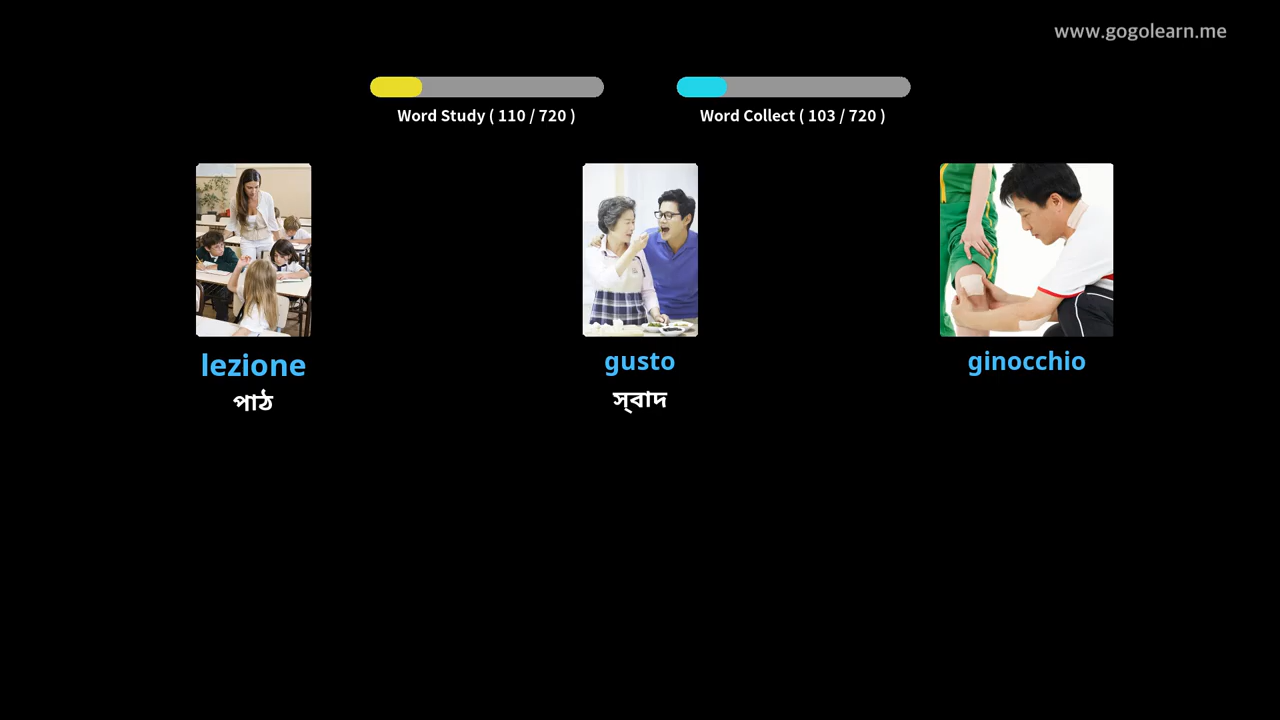 www.gogolearn.me
Word Study ( 110 / 720 )
Word Collect ( 103 / 720 )
lezione
gusto
ginocchio
পাঠ
স্বাদ